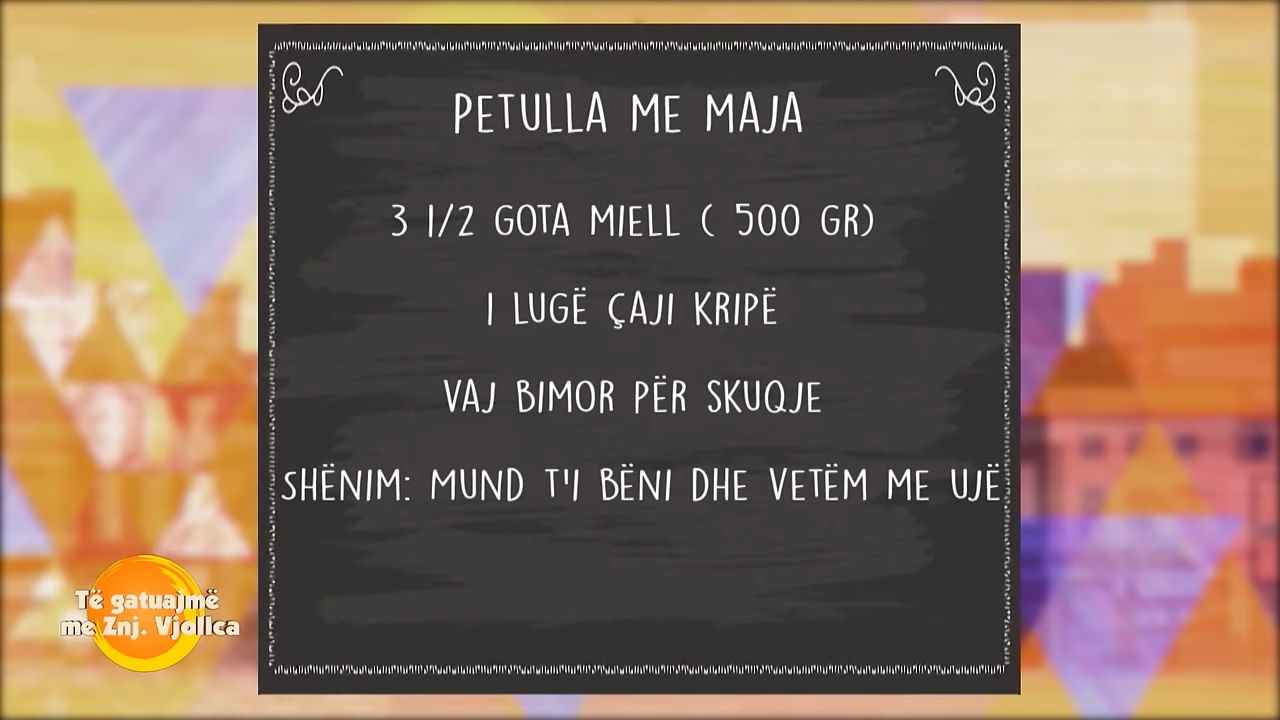 PETULLA ME MAJA
3 1/2 GOTA MIELL ( 500 GR)
1 LUGË ÇAJI KRIPË
VAJ BIMOR PËR SKUQJE
SHËNIM: MUND T'I BËNI DHE VETËM ME UJË
Të gatuajmë
me Znj. Vjollca